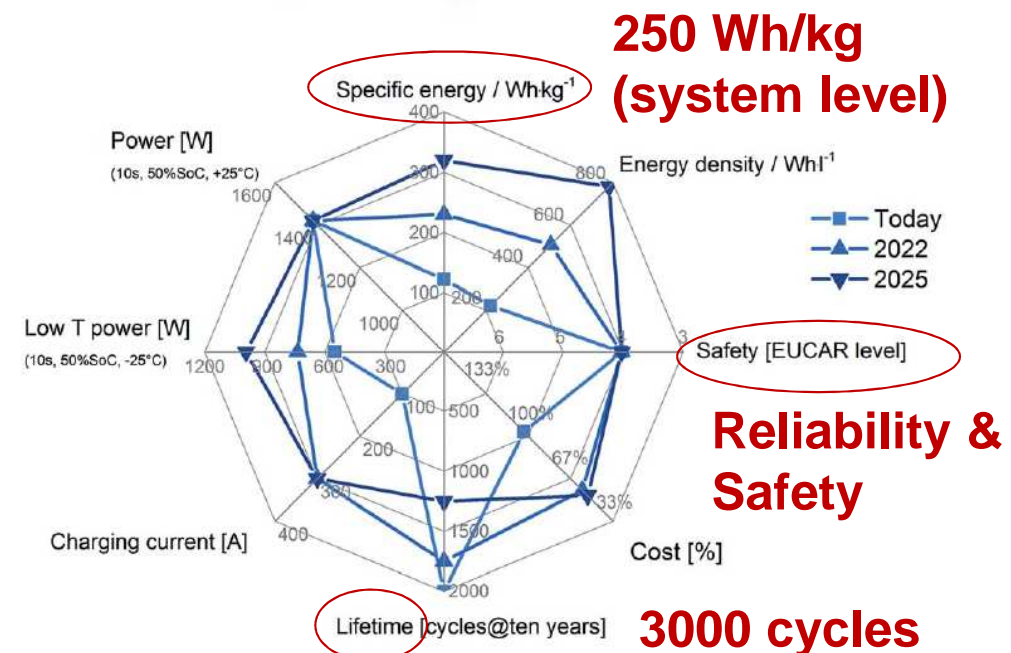 250 Wh/kg
(system level)
Specific energy / Wh·kg⁻¹
400
300
200
100
Power [W]
(10s, 50%SoC, +25°C)
1600
1400
1200
1000
Energy density / Wh·l⁻¹
800
600
400
200
Today
2022
2025
Low T power [W]
(10s, 50%SoC, -25°C)
1200
900
600
300
Safety [EUCAR level]
6
5
4
3
Reliability &
Safety
133%
100%
67%
33%
Cost [%]
100
200
300
400
Charging current [A]
500
1000
1500
2000
Lifetime [cycles@ten years]
3000 cycles